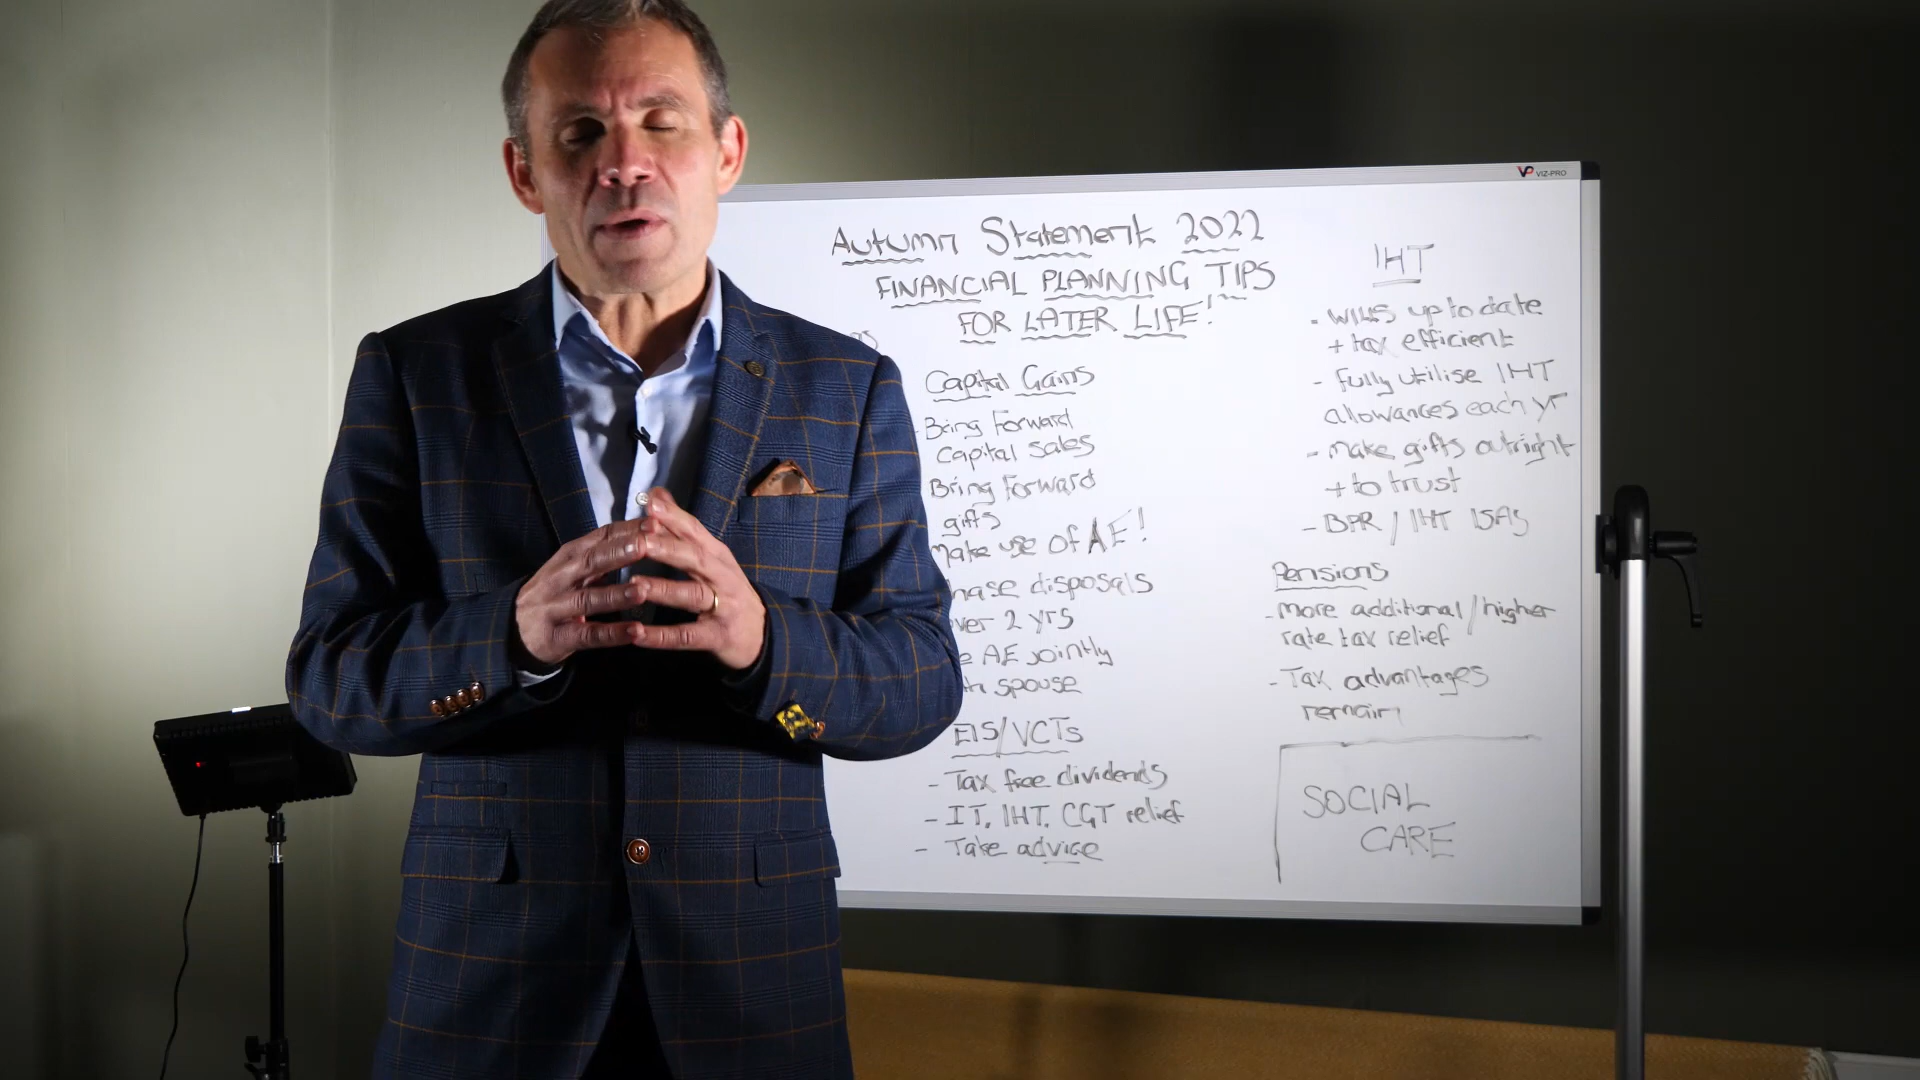 VP VIZ-PRO
Autumn Statement 2022
FINANCIAL PLANNING TIPS
FOR LATER LIFE!
Capital Gains
Bring Forward
Capital Sales
Bring Forward
gifts
Make use of AE!
hase disposals
ver 2 yrs
e AE jointly
th spouse
EIS/VCTs
- Tax free dividends
- IT, IHT, CGT relief
- Take advice
IHT
- Wills up to date
+ tax efficient
- Fully utilise IHT
allowances each yr
- Make gifts outright
+ to trust
- BPR / IHT ISAs
Pensions
- More additional/higher
rate tax relief
- Tax advantages
remain
SOCIAL
CARE